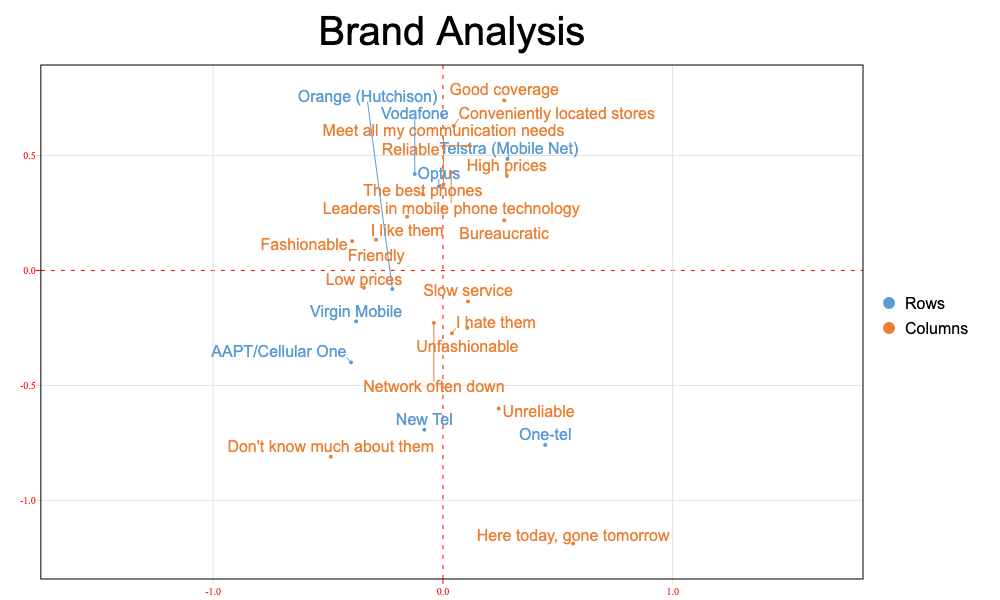 Brand Analysis
Good coverage
Orange (Hutchison)
Vodafone
Conveniently located stores
Meet all my communication needs
Reliable
Telstra (Mobile Net)
High prices
Optus
The best phones
Leaders in mobile phone technology
I like them
Bureaucratic
Fashionable
Friendly
Low prices
Slow service
Virgin Mobile
I hate them
Unfashionable
AAPT/Cellular One
Network often down
New Tel
Unreliable
One-tel
Don't know much about them
Here today, gone tomorrow
0.5
0.0
-0.5
-1.0
-1.0
0.0
1.0
Rows
Columns